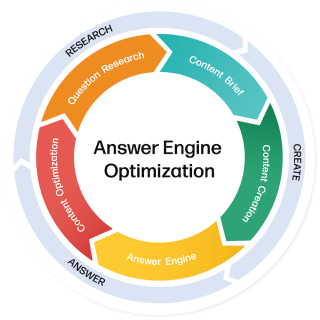 RESEARCH
Question Research
Content Brief
CREATE
Content Creation
Answer Engine
Optimization
Answer Engine
ANSWER
Content Optimization